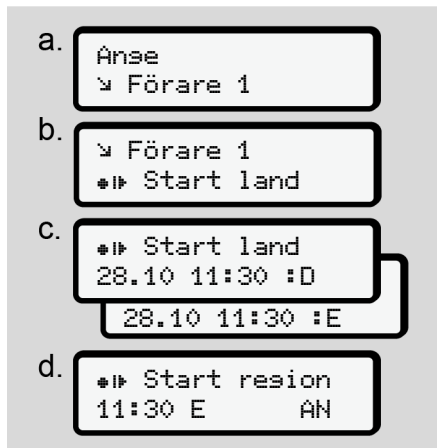 a.
Ange
↘ Förare 1
b.
↘ Förare 1
Start land
c.
Start land
28.10 11:30 :D
28.10 11:30 :E
d.
Start region
11:30 E AN